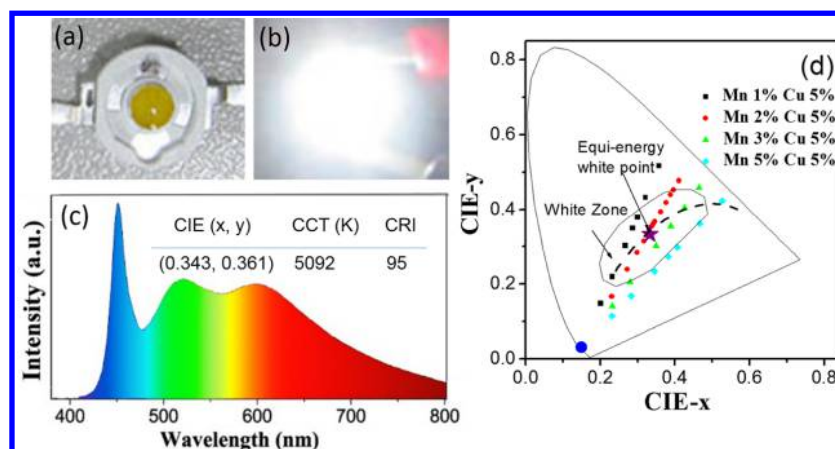 (a)
(b)
(c)
CIE (x, y) CCT (K) CRI
(0.343, 0.361) 5092 95
Intensity (a.u.)
400 500 600 700 800
Wavelength (nm)
(d)
Mn 1% Cu 5%
Mn 2% Cu 5%
Mn 3% Cu 5%
Mn 5% Cu 5%
Equi-energy
white point
White Zone
CIE-y
0.8
0.6
0.4
0.2
0.0
0.0 0.2 0.4 0.6 0.8
CIE-x